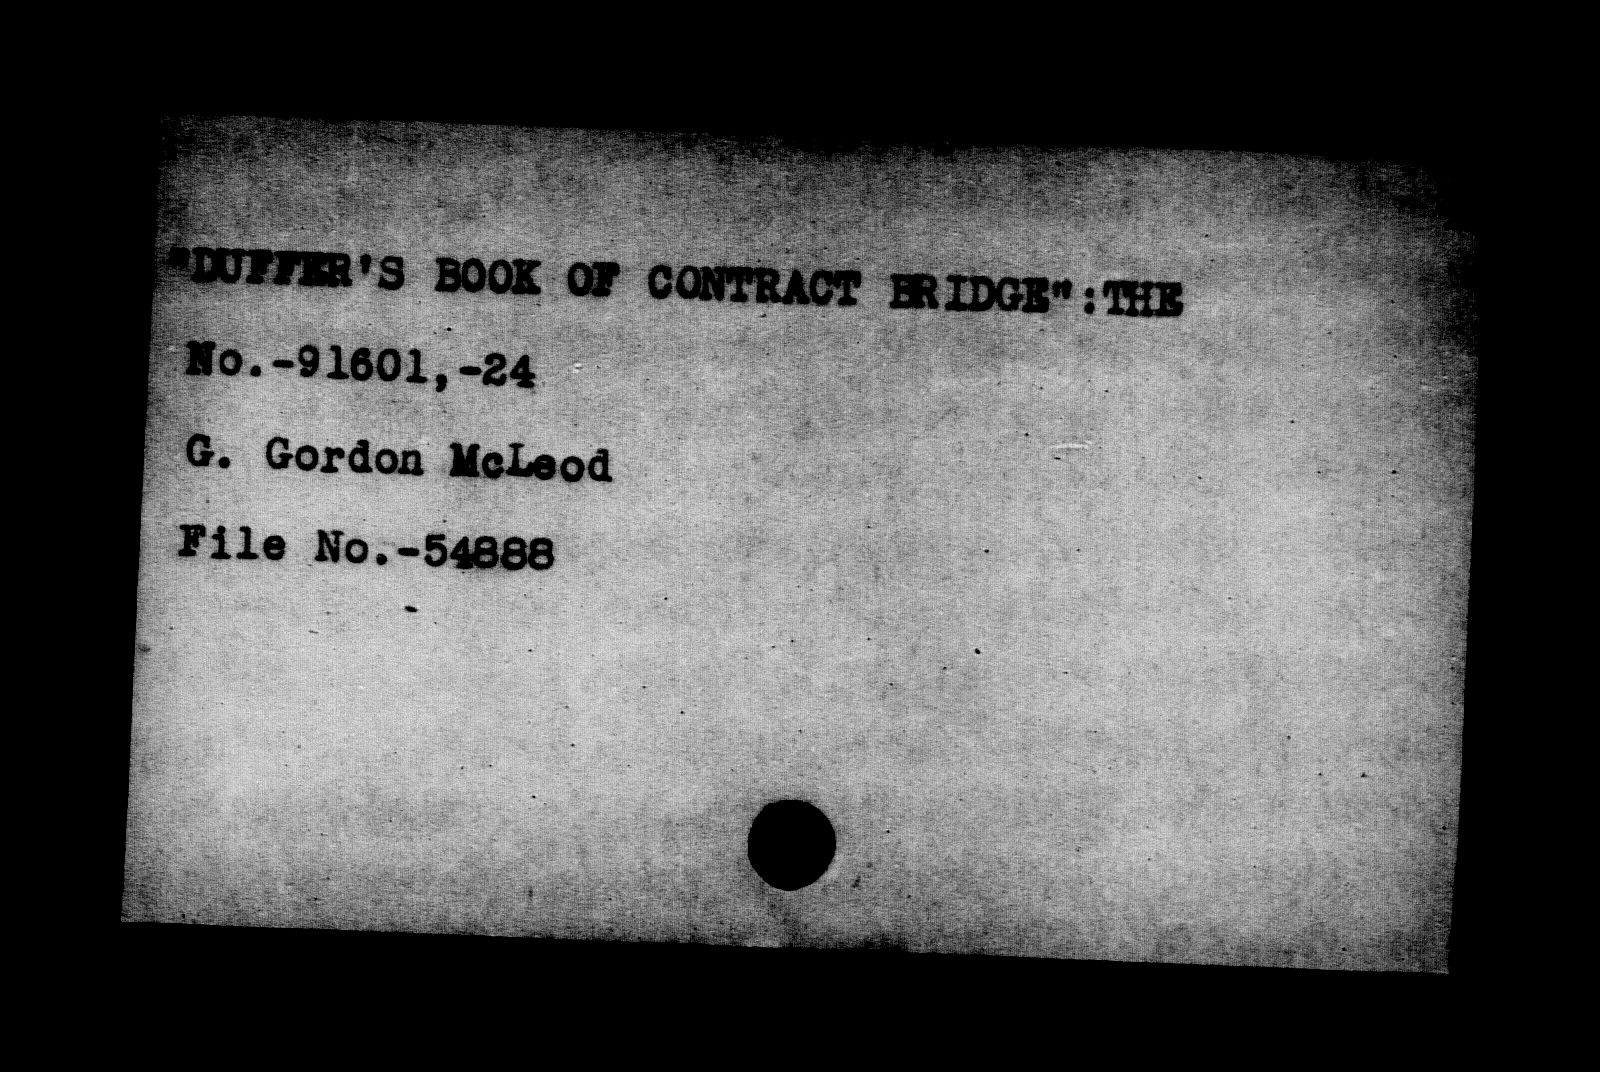 "DUFFER'S BOOK OF CONTRACT BRIDGE":THE
No.-91601,-24
G. Gordon McLeod
File No.-54888